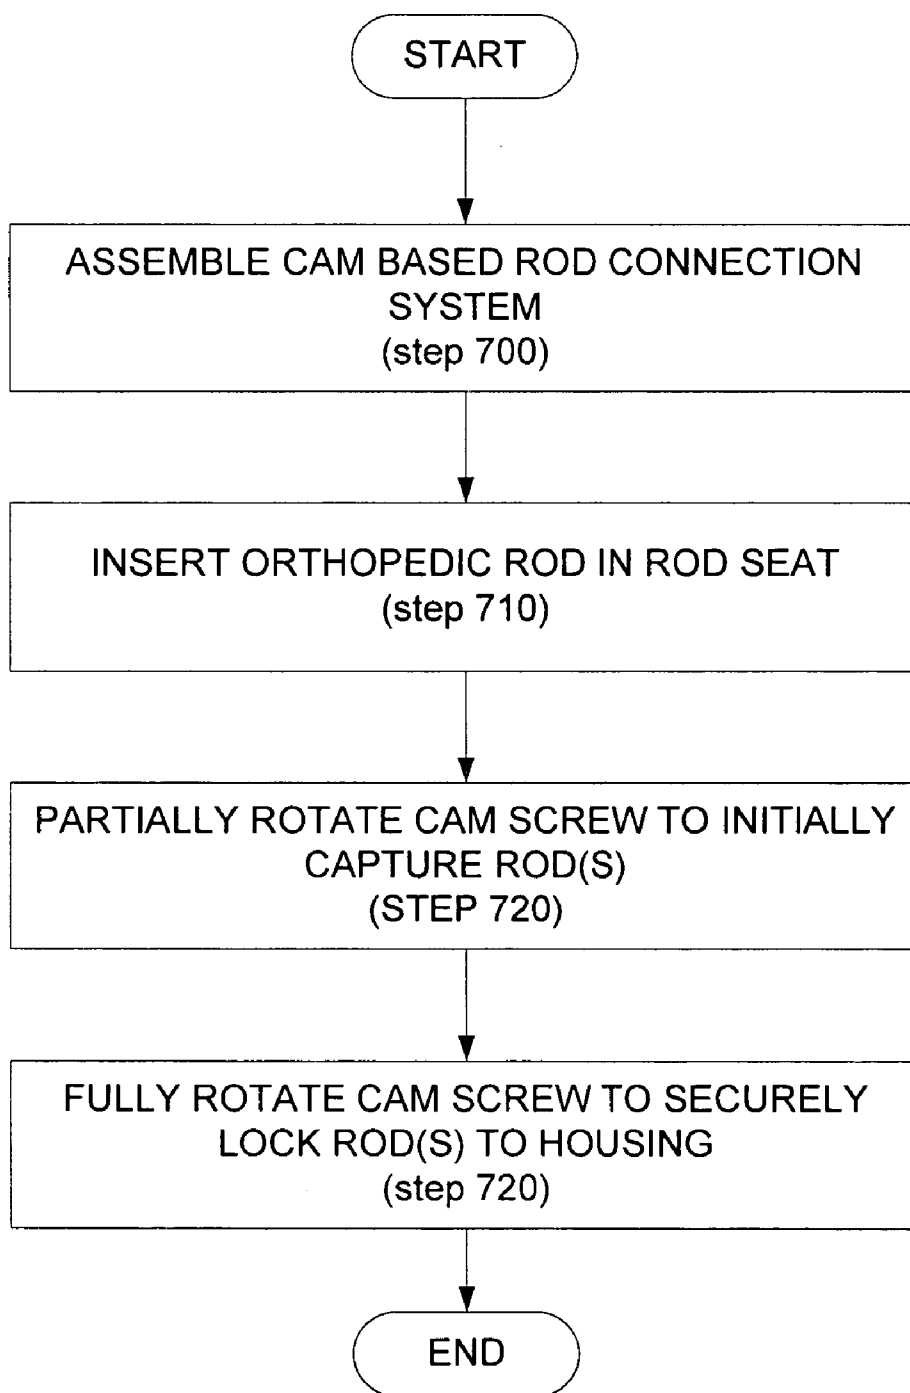 START
ASSEMBLE CAM BASED ROD CONNECTION
SYSTEM
(step 700)
INSERT ORTHOPEDIC ROD IN ROD SEAT
(step 710)
PARTIALLY ROTATE CAM SCREW TO INITIALLY
CAPTURE ROD(S)
(STEP 720)
FULLY ROTATE CAM SCREW TO SECURELY
LOCK ROD(S) TO HOUSING
(step 720)
END